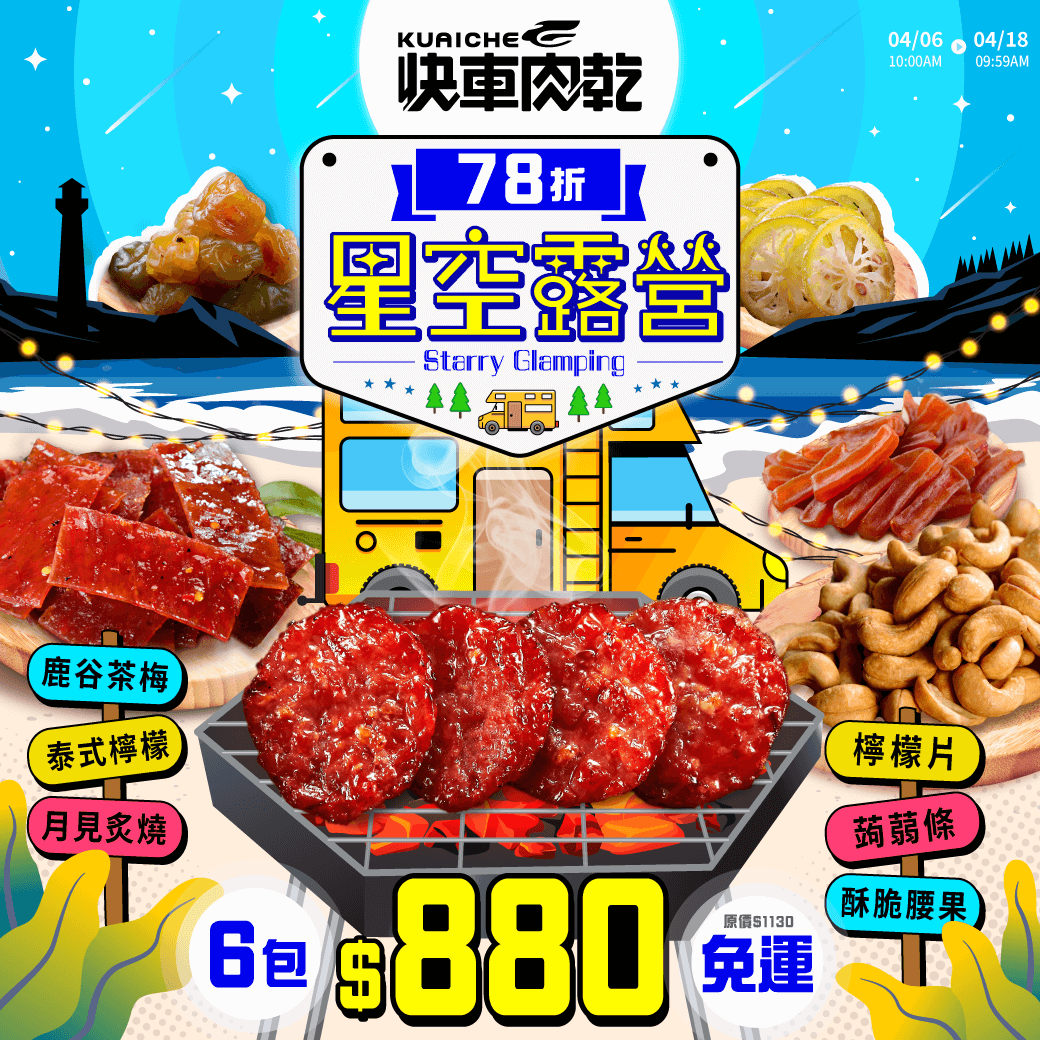 KUAICHE
快車肉乾
04/06
10:00AM
04/18
09:59AM
78折
星空露營
Starry Glamping
鹿谷茶梅
泰式檸檬
月見炙燒
檸檬片
蒟蒻條
酥脆腰果
6包
$880
原價$1130
免運